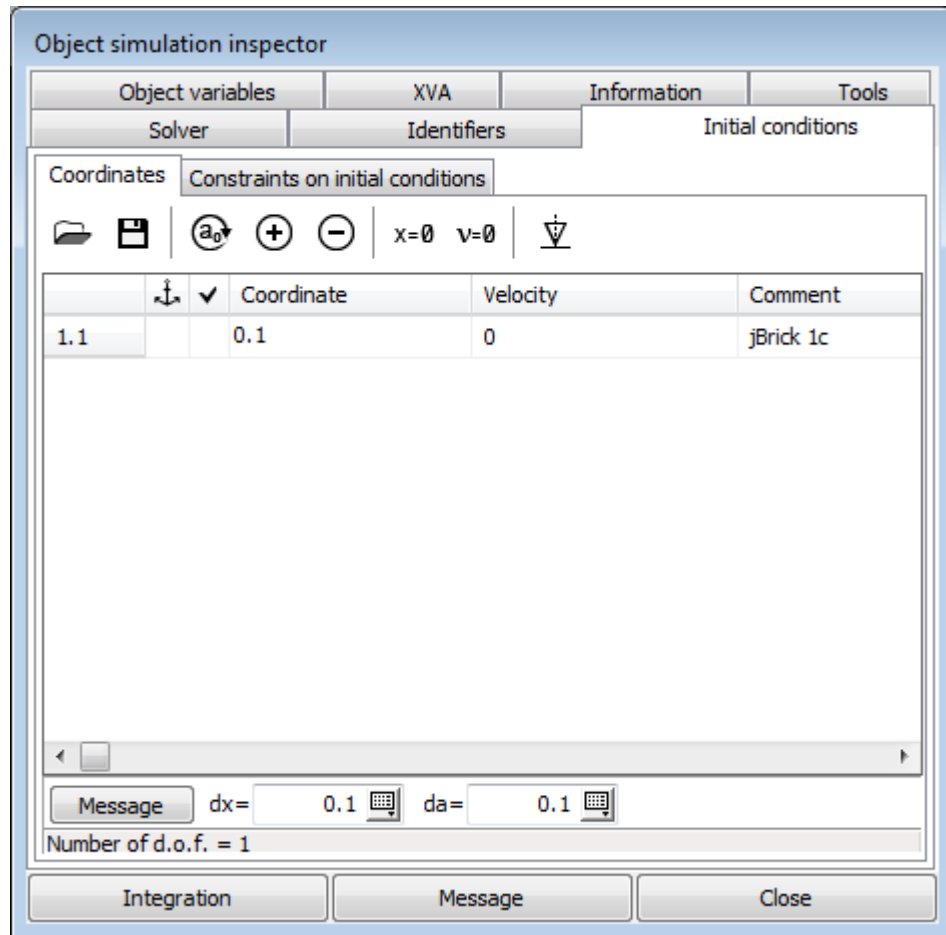 Object simulation inspector
Object variables XVA Information Tools
Solver Identifiers Initial conditions
Coordinates Constraints on initial conditions
a₀ x=0 v=0
Coordinate Velocity Comment
1.1 0.1 0 jBrick 1c
Message dx= 0.1 da= 0.1
Number of d.o.f. = 1
Integration Message Close